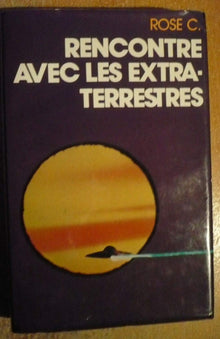 ROSE C.
RENCONTRE
AVEC LES EXTRA-
TERRESTRES